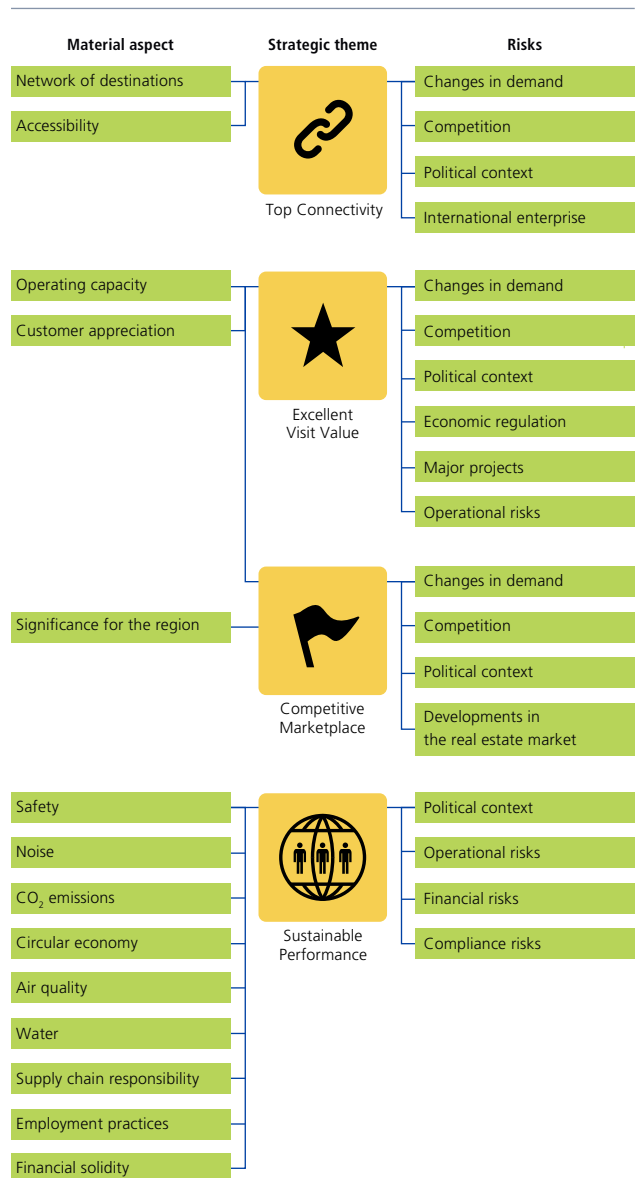 Material aspect
Strategic theme
Risks
Network of destinations
Accessibility
Top Connectivity
Changes in demand
Competition
Political context
International enterprise
Operating capacity
Customer appreciation
Excellent
Visit Value
Changes in demand
Competition
Political context
Economic regulation
Major projects
Operational risks
Significance for the region
Competitive
Marketplace
Changes in demand
Competition
Political context
Developments in
the real estate market
Safety
Noise
CO₂ emissions
Circular economy
Air quality
Water
Supply chain responsibility
Employment practices
Financial solidity
Sustainable
Performance
Political context
Operational risks
Financial risks
Compliance risks